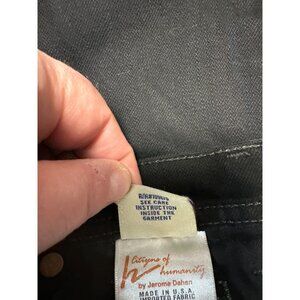 SEE CARE
INSTRUCTION
INSIDE THE
GARMENT
Citizens of
humanity
by Jerome Dahan
MADE IN U.S.A.
IMPORTED FABRIC